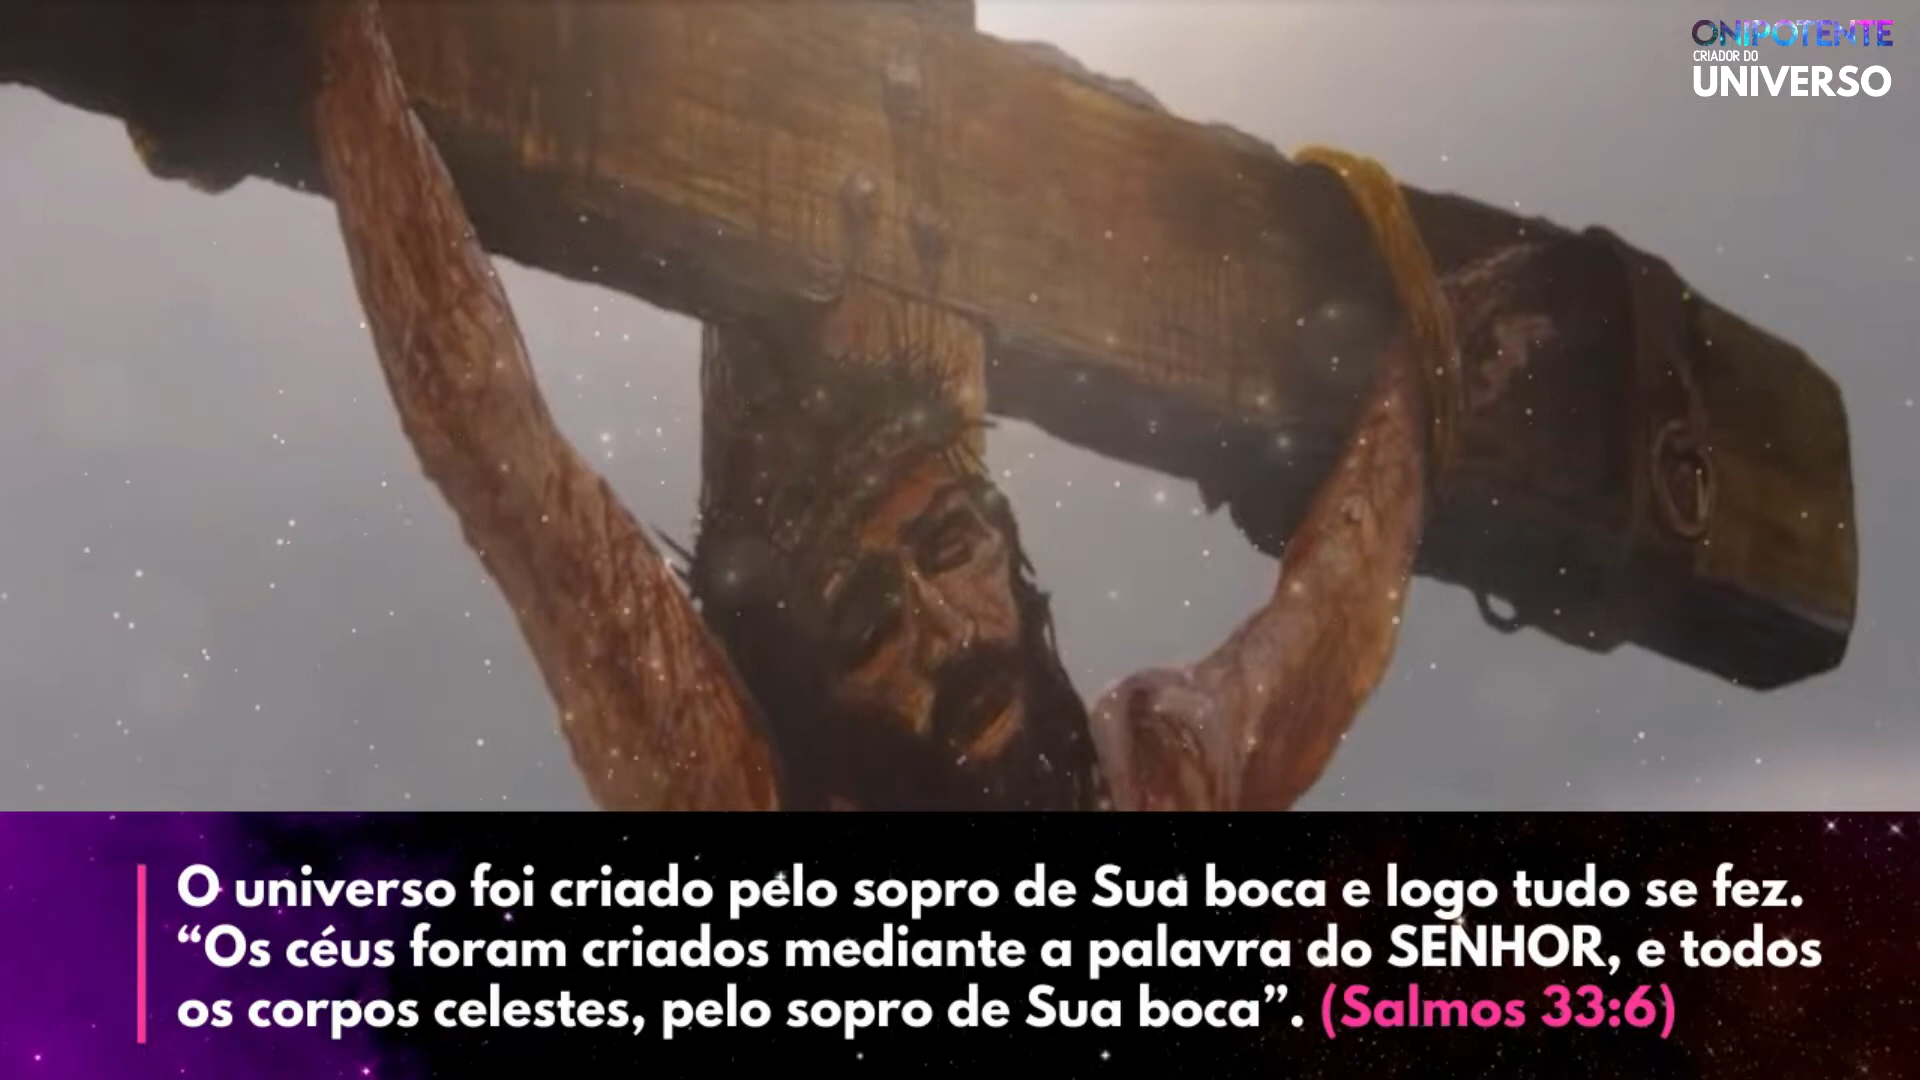 ONIPOTENTE
CRIADOR DO
UNIVERSO
O universo foi criado pelo sopro de Sua boca e logo tudo se fez.
“Os céus foram criados mediante a palavra do SENHOR, e todos
os corpos celestes, pelo sopro de Sua boca”. (Salmos 33:6)